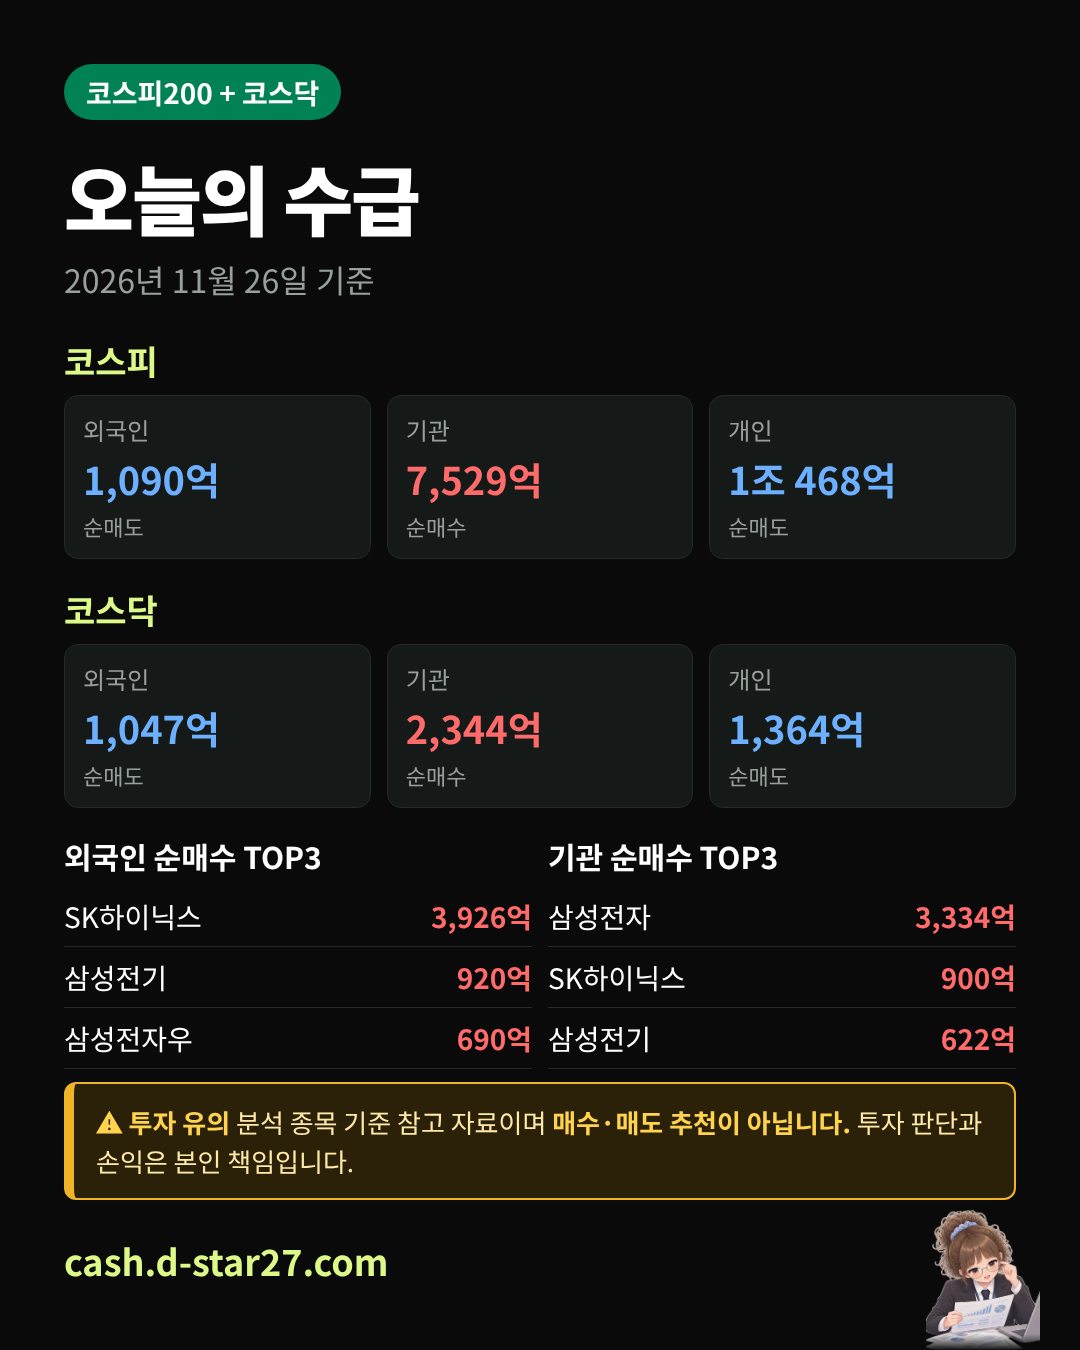 코스피200 + 코스닥
오늘의 수급
2026년 11월 26일 기준
코스피
외국인
1,090억
순매도
기관
7,529억
순매수
개인
1조 468억
순매도
코스닥
외국인
1,047억
순매도
기관
2,344억
순매수
개인
1,364억
순매도
외국인 순매수 TOP3
SK하이닉스 3,926억
삼성전기 920억
삼성전자우 690억
기관 순매수 TOP3
삼성전자 3,334억
SK하이닉스 900억
삼성전기 622억
⚠ 투자 유의 분석 종목 기준 참고 자료이며 매수·매도 추천이 아닙니다. 투자 판단과
손익은 본인 책임입니다.
cash.d-star27.com